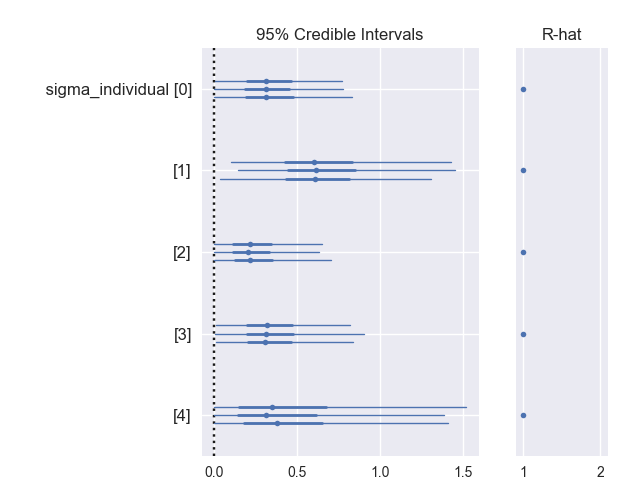 95% Credible Intervals
R-hat
sigma_individual [0]
[1]
[2]
[3]
[4]
0.0 0.5 1.0 1.5
1 2